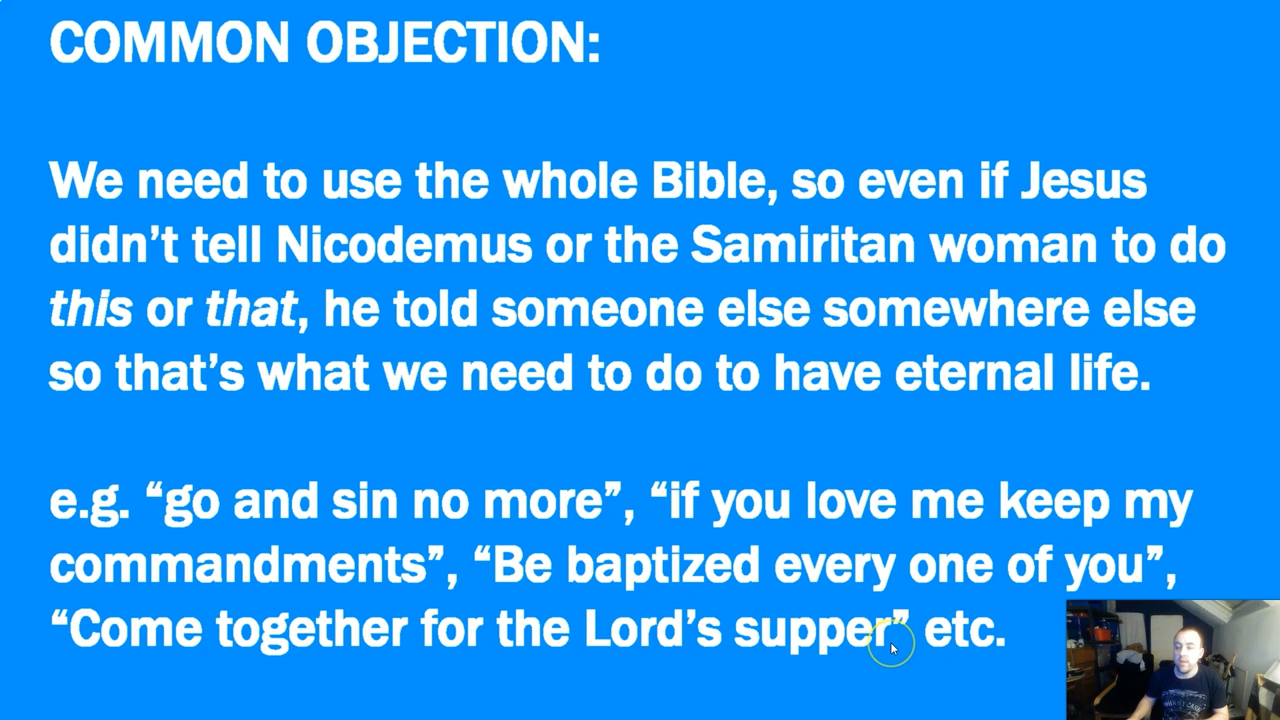 COMMON OBJECTION:
We need to use the whole Bible, so even if Jesus
didn’t tell Nicodemus or the Samiritan woman to do
this or that, he told someone else somewhere else
so that’s what we need to do to have eternal life.
e.g. “go and sin no more”, “if you love me keep my
commandments”, “Be baptized every one of you”,
“Come together for the Lord’s supper” etc.